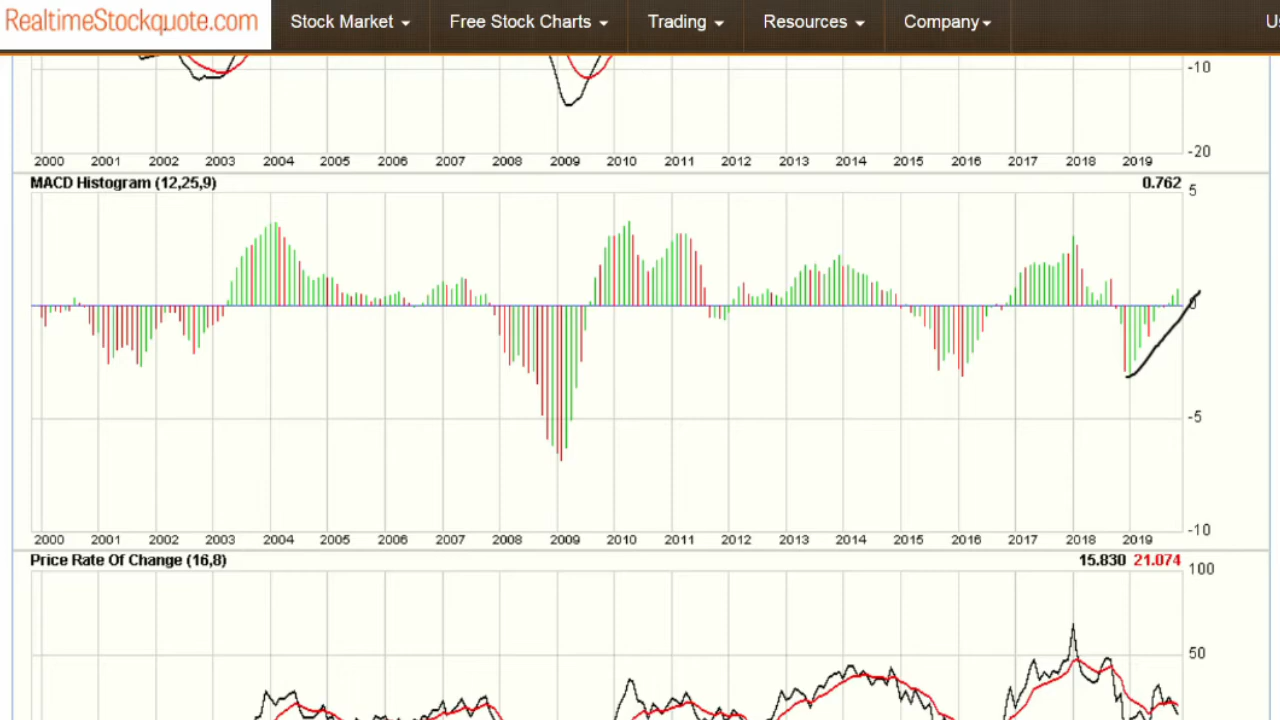 RealtimeStockquote.com Stock Market Free Stock Charts Trading Resources Company Us
-10
-20
2000 2001 2002 2003 2004 2005 2006 2007 2008 2009 2010 2011 2012 2013 2014 2015 2016 2017 2018 2019
MACD Histogram (12,25,9) 0.762
5
0
-5
-10
2000 2001 2002 2003 2004 2005 2006 2007 2008 2009 2010 2011 2012 2013 2014 2015 2016 2017 2018 2019
Price Rate Of Change (16,8) 15.830 21.074
100
50